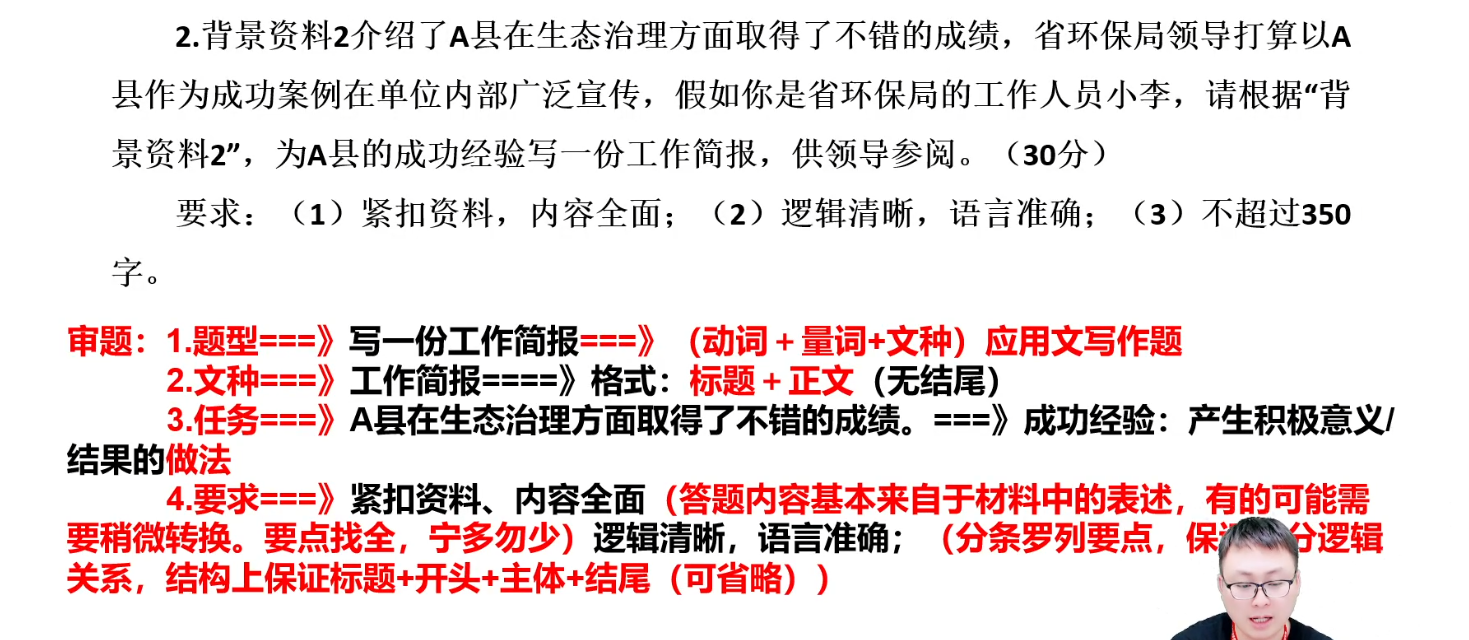 2.背景资料2介绍了A县在生态治理方面取得了不错的成绩，省环保局领导打算以A
县作为成功案例在单位内部广泛宣传，假如你是省环保局的工作人员小李，请根据“背
景资料2”，为A县的成功经验写一份工作简报，供领导参阅。（30分）
要求：（1）紧扣资料，内容全面；（2）逻辑清晰，语言准确；（3）不超过350
字。
审题：1.题型===》写一份工作简报===》（动词＋量词+文种）应用文写作题
2.文种===》工作简报====》格式：标题＋正文（无结尾）
3.任务===》A县在生态治理方面取得了不错的成绩。===》成功经验：产生积极意义/
结果的做法
4.要求===》紧扣资料、内容全面（答题内容基本来自于材料中的表述，有的可能需
要稍微转换。要点找全，宁多勿少）逻辑清晰，语言准确；（分条罗列要点，保 分逻辑
关系，结构上保证标题+开头+主体+结尾（可省略））